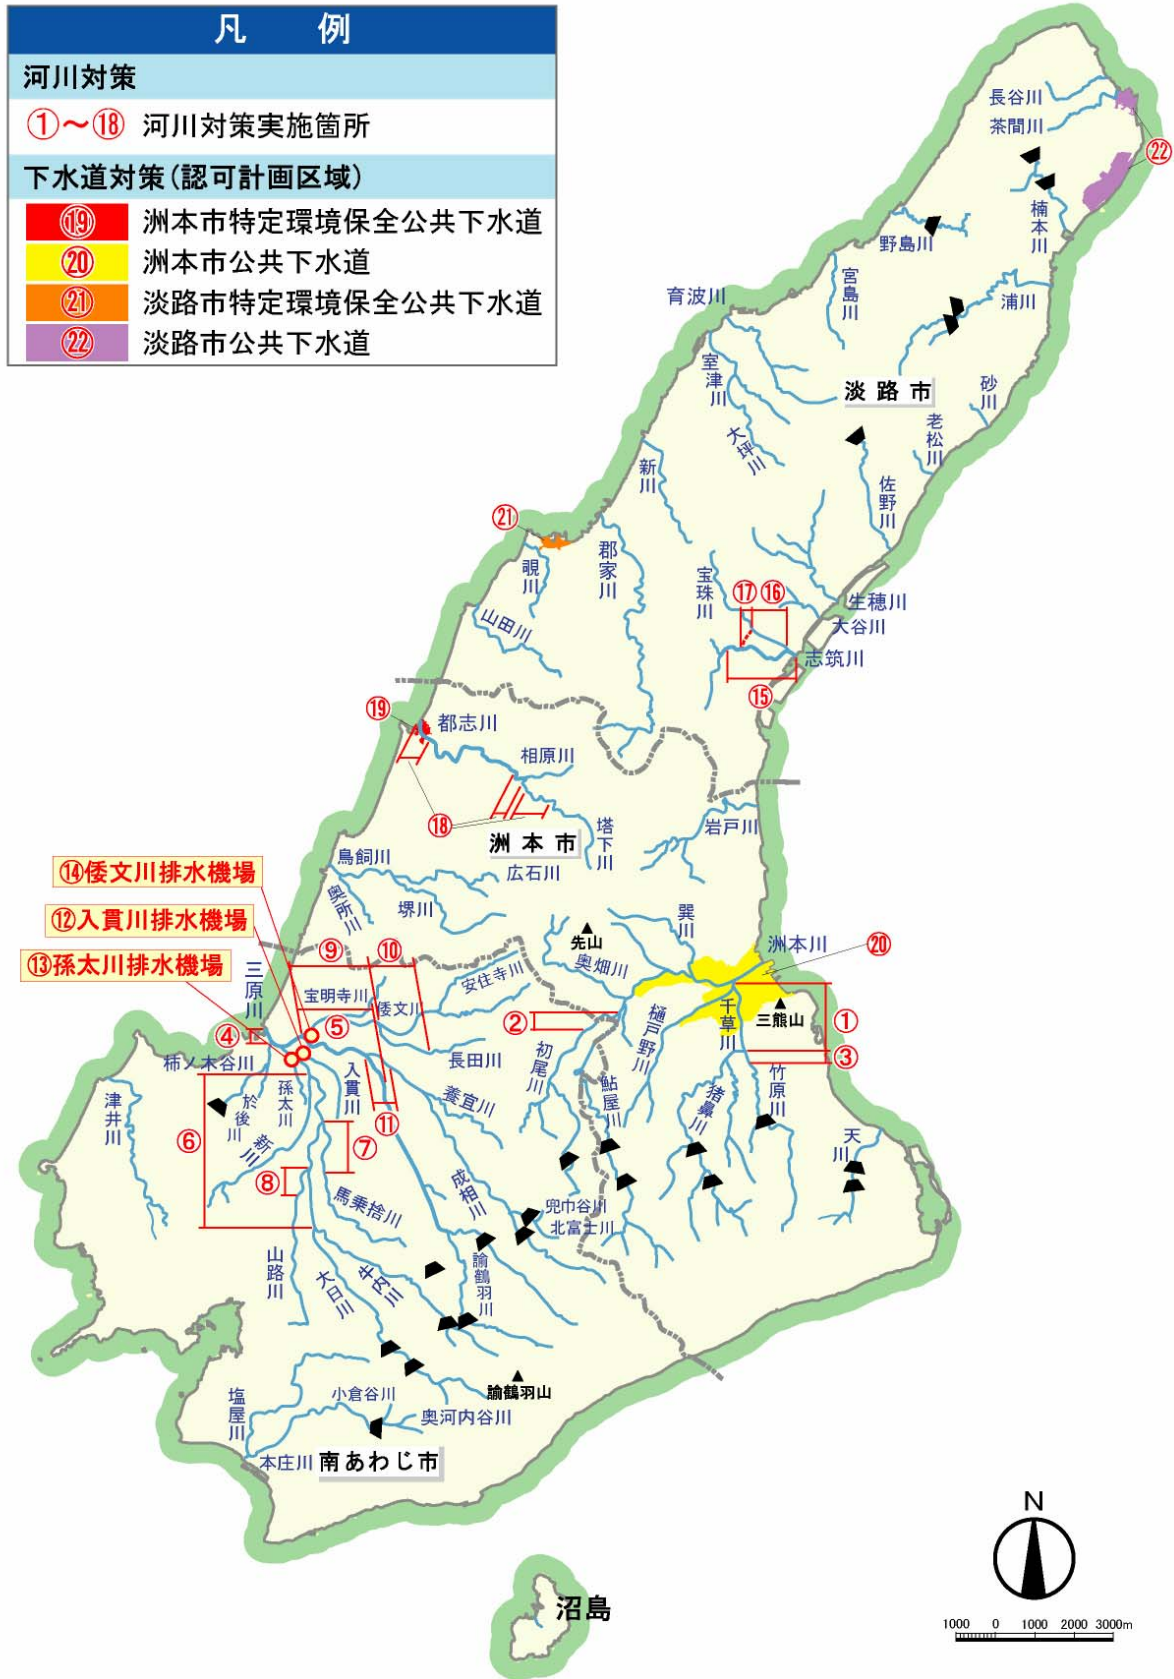 凡 例
河川対策
①～⑱ 河川対策実施箇所
下水道対策(認可計画区域)
⑲ 洲本市特定環境保全公共下水道
⑳ 洲本市公共下水道
㉑ 淡路市特定環境保全公共下水道
㉒ 淡路市公共下水道
長谷川
茶間川
㉒
楠本川
野島川
宮島川
浦川
育波川
室津川
淡路市
砂川
老松川
大坪川
新川
佐野川
㉑
郡家川
覗川
宝珠川
⑰ ⑯
生穂川
大谷川
山田川
志筑川
⑮
⑲
都志川
相原川
⑱
洲本市
塔下川
岩戸川
鳥飼川
広石川
⑭倭文川排水機場
奥所川
堺川
⑫入貫川排水機場
巽川
先山
洲本川
⑳
⑬孫太川排水機場
⑨
⑩
奥畑川
安住寺川
三原川
宝明寺川
倭文川
②
樋戸野川
千草川
三熊山
①
④
⑤
③
柿ノ木谷川
長田川
初尾川
入貫川
鮎屋川
竹原川
津井川
於後川
孫太川
養宜川
猪鼻川
⑥
新川
⑦
⑪
天川
⑧
成相川
馬乗捨川
兜巾谷川
北富士川
山路川
大日川
牛内川
諭鶴羽川
諭鶴羽山
塩屋川
小倉谷川
奥河内谷川
本庄川
南あわじ市
沼島
N
1000 0 1000 2000 3000m